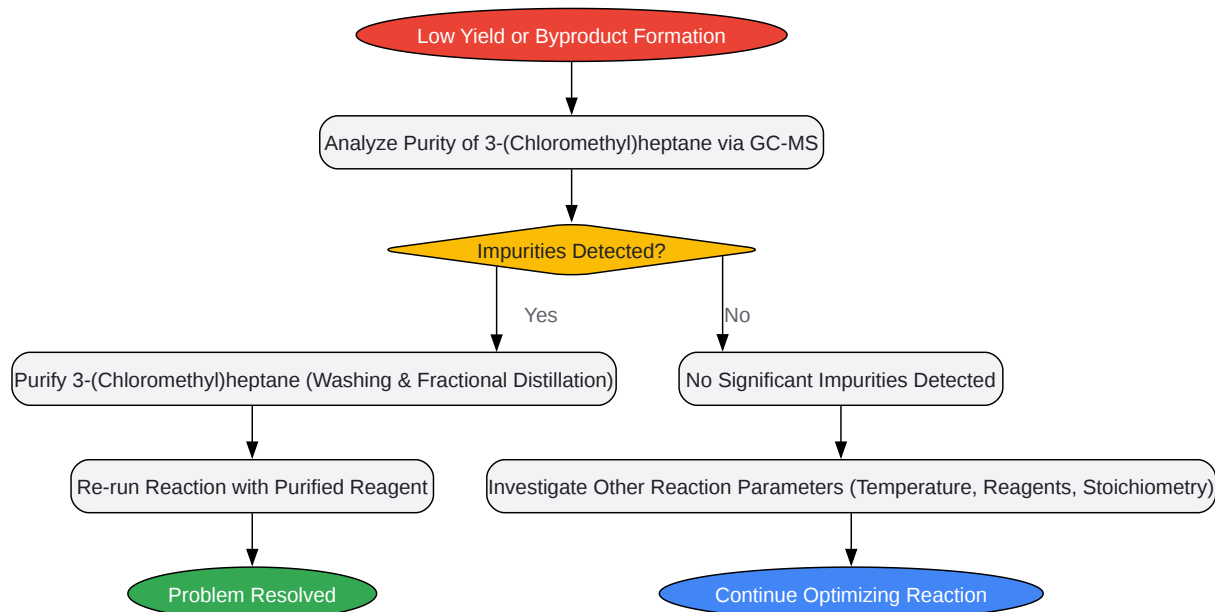 Low Yield or Byproduct Formation
Analyze Purity of 3-(Chloromethyl)heptane via GC-MS
Impurities Detected?
Yes
No
Purify 3-(Chloromethyl)heptane (Washing & Fractional Distillation)
No Significant Impurities Detected
Re-run Reaction with Purified Reagent
Investigate Other Reaction Parameters (Temperature, Reagents, Stoichiometry)
Problem Resolved
Continue Optimizing Reaction